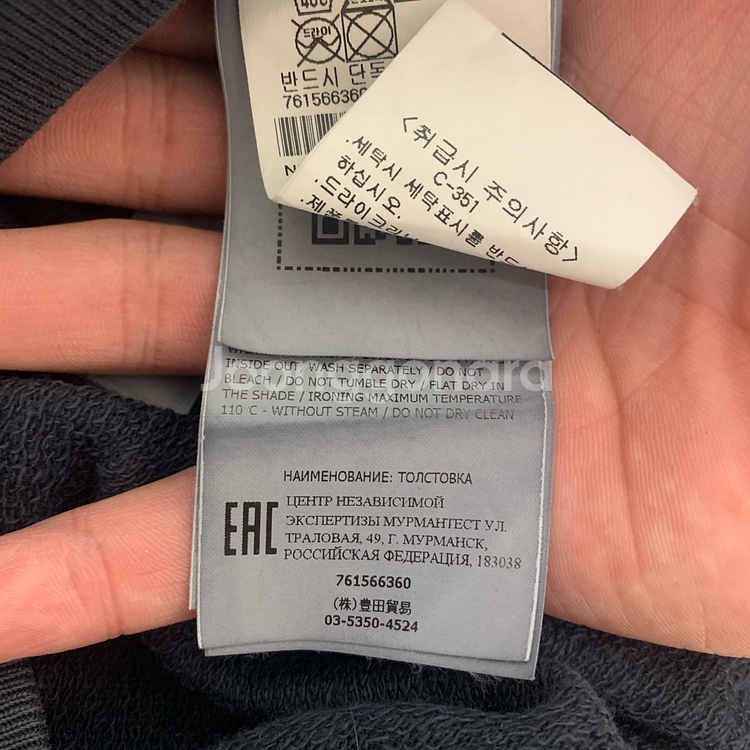 드라이
반드시 단독
761566360
N
<취급시 주의사항>
C-351
.세탁시 세탁표시를 반드
하십시오.
.드라이크리
.제품
INSIDE OUT, WASH SEPARATELY / DO NOT
BLEACH / DO NOT TUMBLE DRY / FLAT DRY IN
THE SHADE / IRONING MAXIMUM TEMPERATURE
110°C - WITHOUT STEAM / DO NOT DRY CLEAN
Joonggonara
НАИМЕНОВАНИЕ: ТОЛСТОВКА
EAC
ЦЕНТР НЕЗАВИСИМОЙ
ЭКСПЕРТИЗЫ МУРМАНТЕСТ УЛ.
ТРАЛОВАЯ, 49, Г. МУРМАНСК,
РОССИЙСКАЯ ФЕДЕРАЦИЯ, 183038
761566360
(株)豊田貿易
03-5350-4524